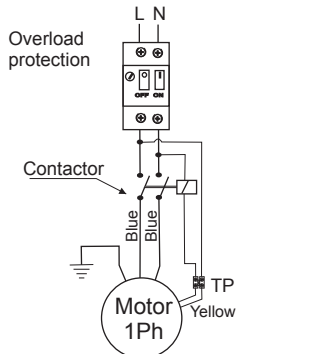 L N
Overload
protection
O I
OFF ON
Contactor
Blue Blue
TP
Yellow
Motor
1Ph